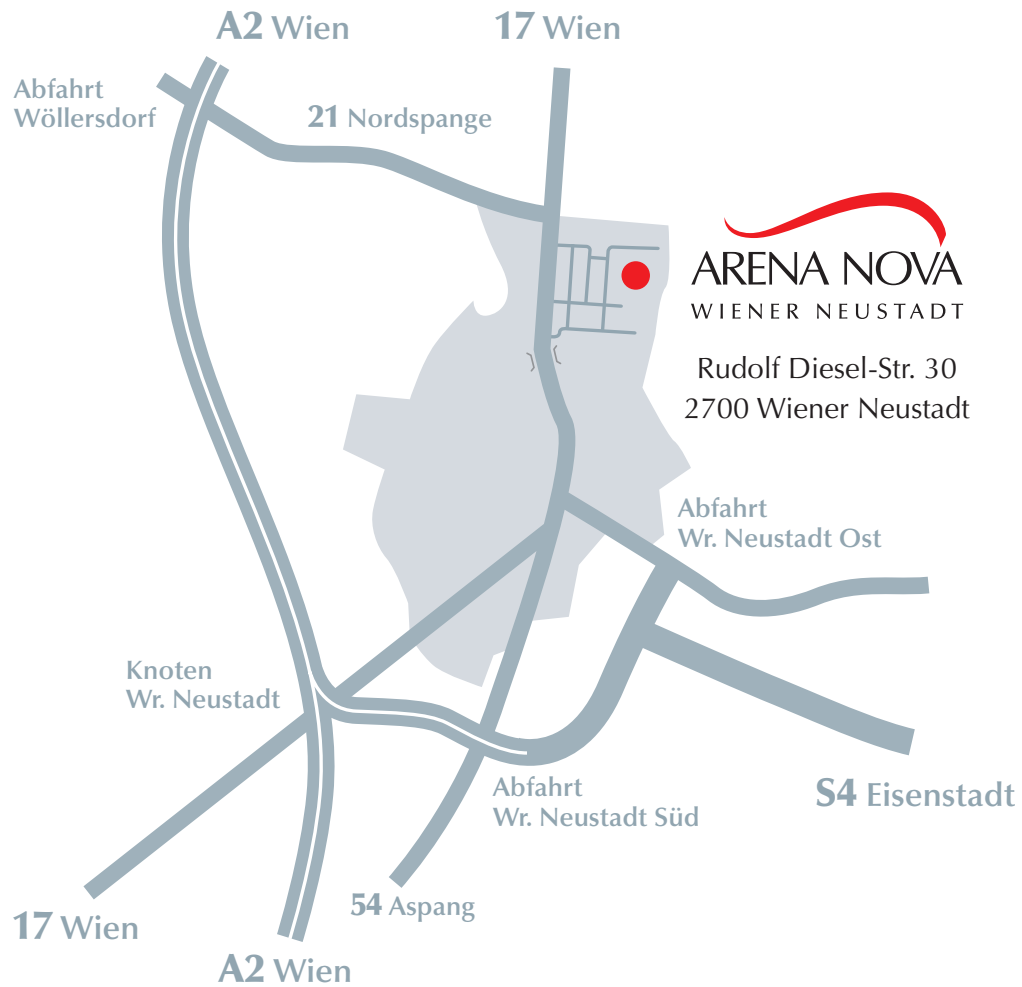 A2 Wien
17 Wien
Abfahrt
Wöllersdorf
21 Nordspange
ARENA NOVA
WIENER NEUSTADT
Rudolf Diesel-Str. 30
2700 Wiener Neustadt
Abfahrt
Wr. Neustadt Ost
Knoten
Wr. Neustadt
Abfahrt
Wr. Neustadt Süd
S4 Eisenstadt
54 Aspang
17 Wien
A2 Wien